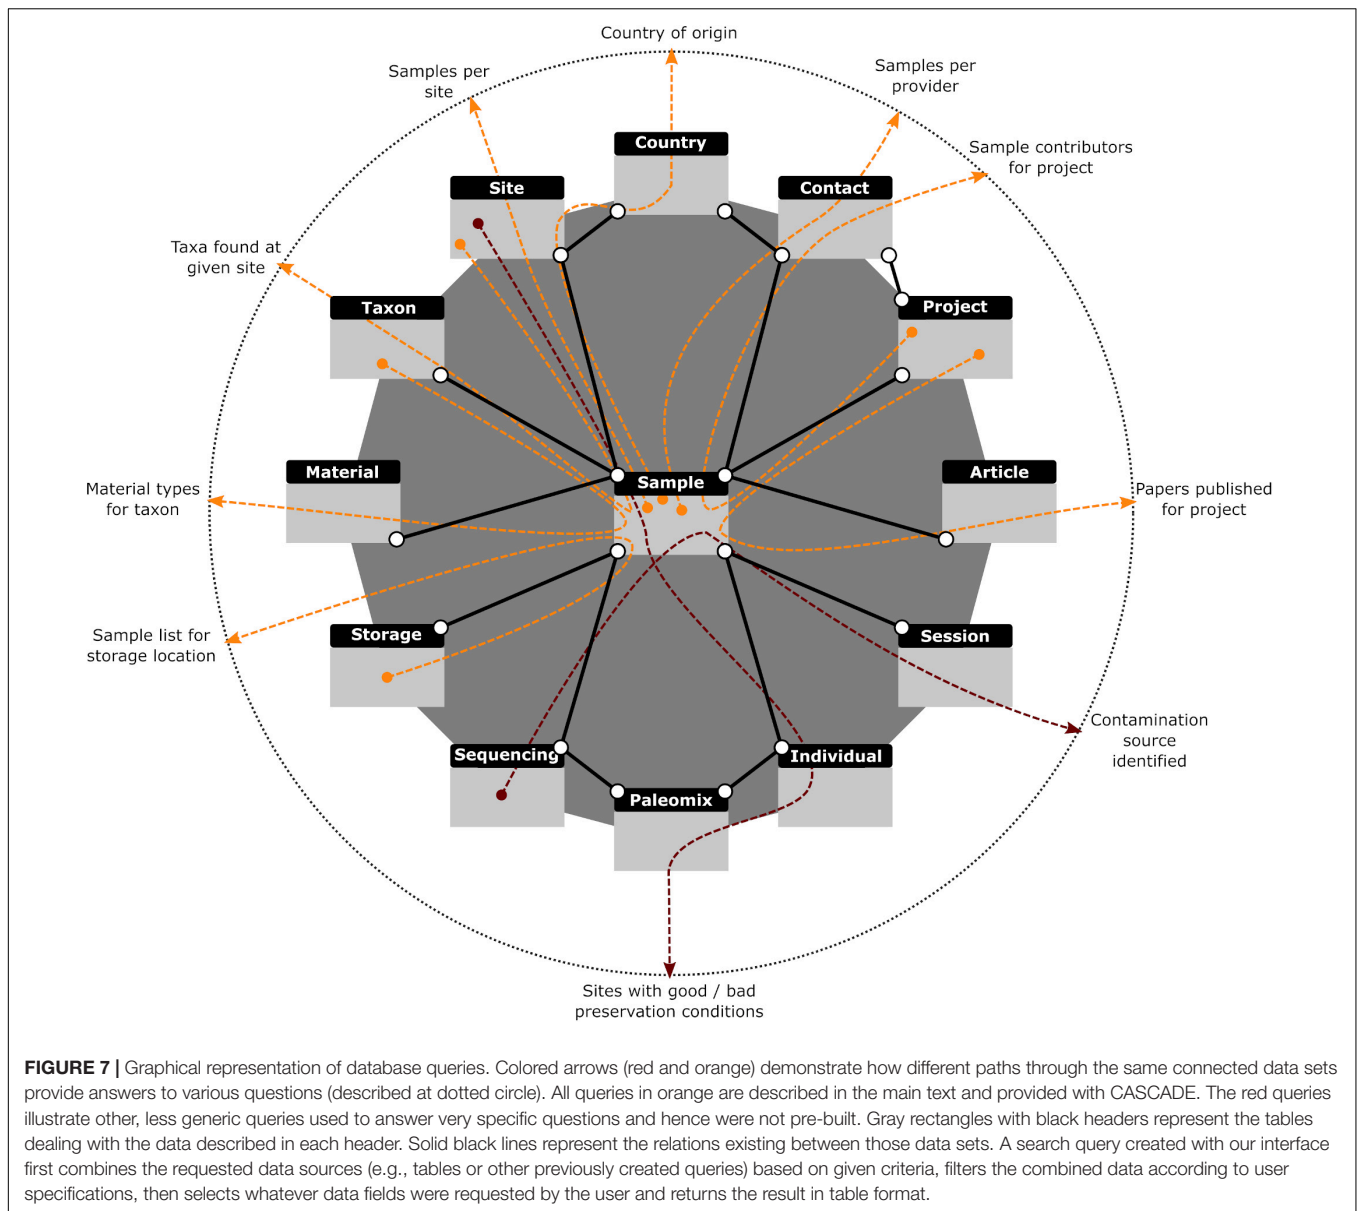 Country of origin
Samples per
site
Samples per
provider
Sample contributors
for project
Country
Site
Contact
Taxa found at
given site
Taxon
Project
Material
Sample
Article
Material types
for taxon
Papers published
for project
Sample list for
storage location
Storage
Session
Contamination
source
identified
Sequencing
Individual
Paleomix
Sites with good / bad
preservation conditions
FIGURE 7 | Graphical representation of database queries. Colored arrows (red and orange) demonstrate how different paths through the same connected data sets
provide answers to various questions (described at dotted circle). All queries in orange are described in the main text and provided with CASCADE. The red queries
illustrate other, less generic queries used to answer very specific questions and hence were not pre-built. Gray rectangles with black headers represent the tables
dealing with the data described in each header. Solid black lines represent the relations existing between those data sets. A search query created with our interface
first combines the requested data sources (e.g., tables or other previously created queries) based on given criteria, filters the combined data according to user
specifications, then selects whatever data fields were requested by the user and returns the result in table format.